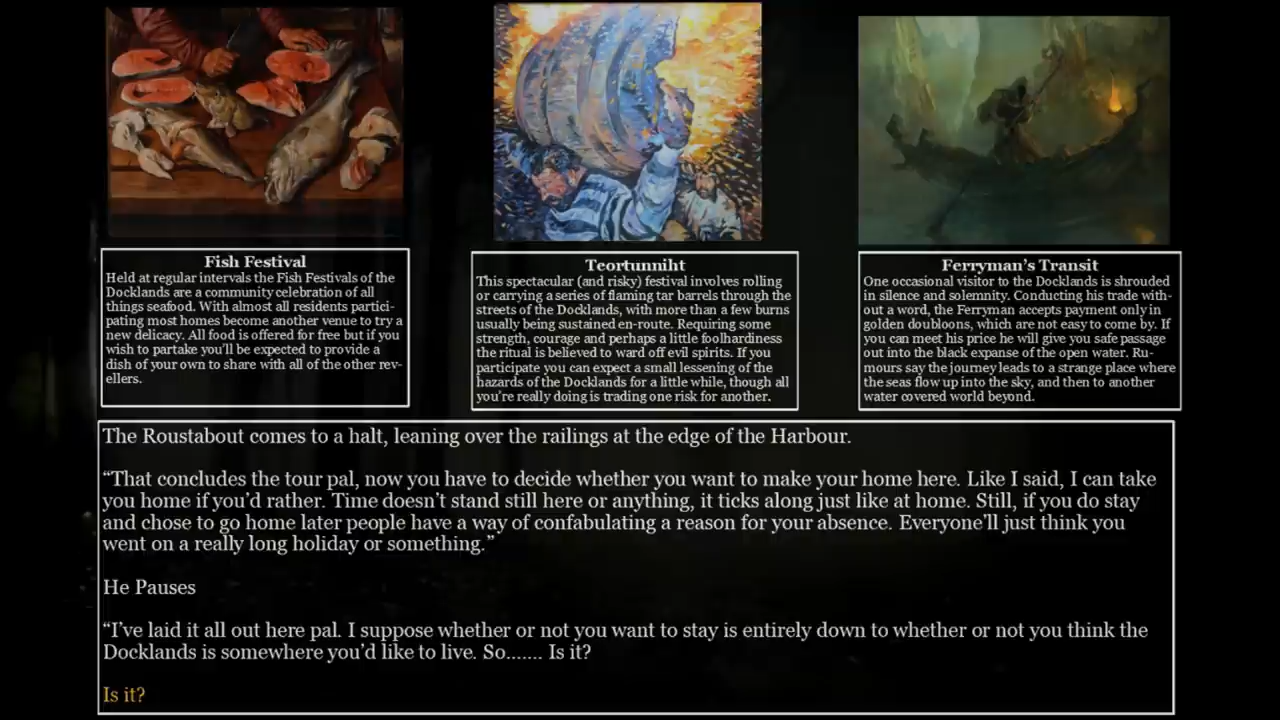 Fish Festival
Held at regular intervals the Fish Festivals of the
Docklands are a community celebration of all
things seafood. With almost all residents partici-
pating most homes become another venue to try a
new delicacy. All food is offered for free but if you
wish to partake you'll be expected to provide a
dish of your own to share with all of the other rev-
ellers.
Teortunniht
This spectacular (and risky) festival involves rolling
or carrying a series of flaming tar barrels through the
streets of the Docklands, with more than a few burns
usually being sustained en-route. Requiring some
strength, courage and perhaps a little foolhardiness
the ritual is believed to ward off evil spirits. If you
participate you can expect a small lessening of the
hazards of the Docklands for a little while, though all
you're really doing is trading one risk for another.
Ferryman's Transit
One occasional visitor to the Docklands is shrouded
in silence and solemnity. Conducting his trade with-
out a word, the Ferryman accepts payment only in
golden doubloons, which are not easy to come by. If
you can meet his price he will give you safe passage
out into the black expanse of the open water. Ru-
mours say the journey leads to a strange place where
the seas flow up into the sky, and then to another
water covered world beyond.
The Roustabout comes to a halt, leaning over the railings at the edge of the Harbour.
“That concludes the tour pal, now you have to decide whether you want to make your home here. Like I said, I can take
you home if you'd rather. Time doesn't stand still here or anything, it ticks along just like at home. Still, if you do stay
and chose to go home later people have a way of confabulating a reason for your absence. Everyone'll just think you
went on a really long holiday or something.”
He Pauses
“I've laid it all out here pal. I suppose whether or not you want to stay is entirely down to whether or not you think the
Docklands is somewhere you'd like to live. So....... Is it?
Is it?